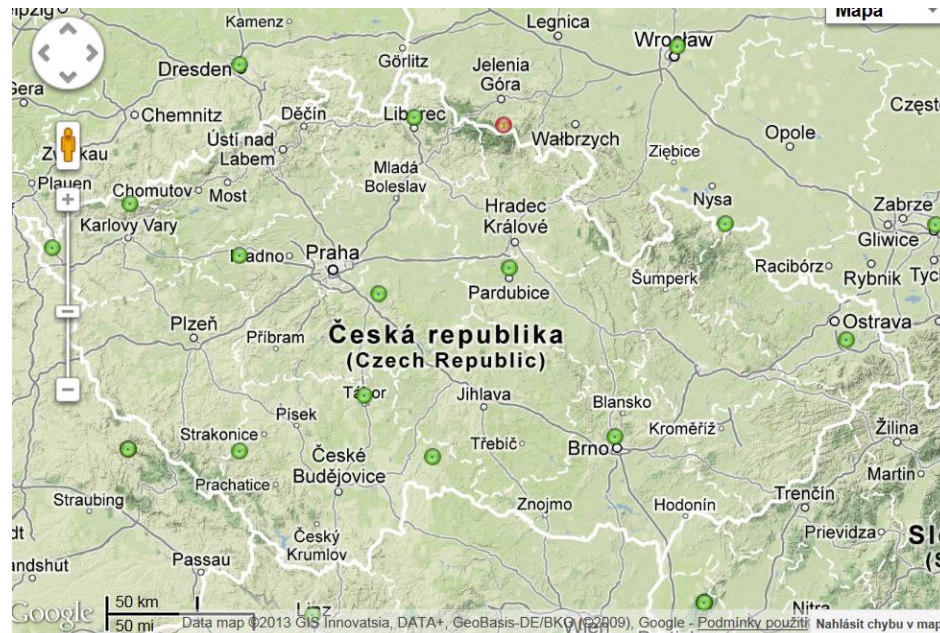 Kamenz
Legnica
Mapa
Wrocław
Görlitz
Dresden
Jelenia
Góra
Gera
Chemnitz
Děčín
Liberec
Wałbrzych
Opole
Ústí nad
Labem
Ziębice
Mladá
Boleslav
Plauen
Chomutov
Most
Nysa
Zabrze
Karlovy Vary
Hradec
Králové
Gliwice
Praha
Šumperk
Racibórz
Rybnik
Pardubice
Plzeň
Příbram
Česká republika
(Czech Republic)
Ostrava
Tábor
Jihlava
Blansko
Písek
Strakonice
Třebíč
Brno
Kroměříž
Žilina
České
Budějovice
Prachatice
Martin
Straubing
Znojmo
Hodonín
Trenčín
Český
Krumlov
Prievidza
Passau
Google
50 km
50 mi
Linz
Nitra
Data map ©2013 GIS Innovatsia, DATA+, GeoBasis-DE/BKG (©2009), Google - Podmínky použití
Nahlásit chybu v map